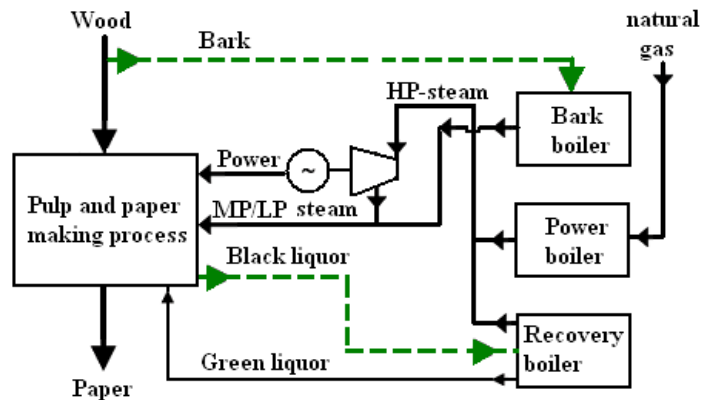 Wood
natural
gas
Bark
HP-steam
Bark
boiler
Power
~
Pulp and paper
making process
MP/LP steam
Power
boiler
Black liquor
Recovery
boiler
Green liquor
Paper